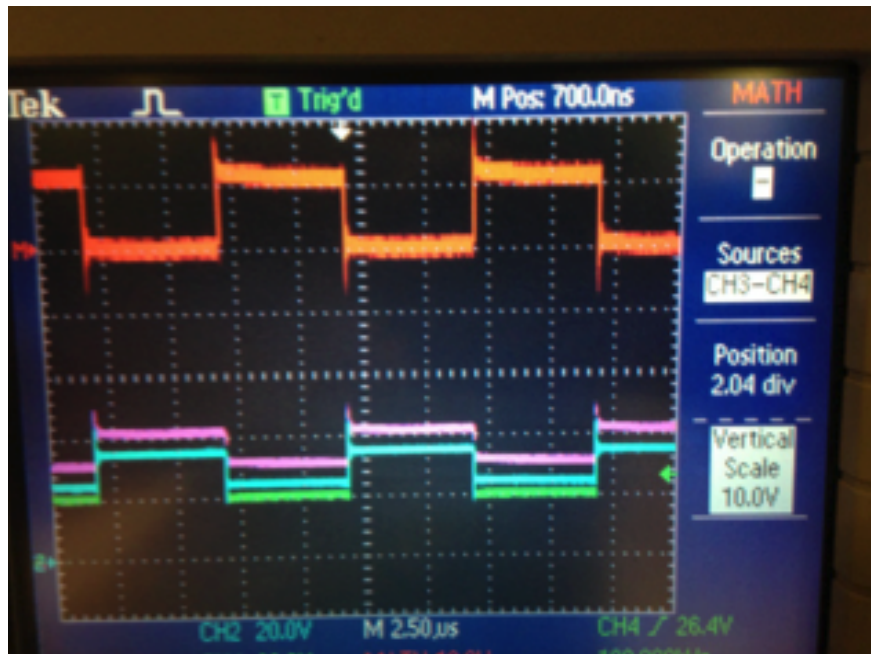 Tek T Trig'd M Pos: 700.0ns MATH
Operation
-
Sources
CH3-CH4
Position
2.04 div
Vertical
Scale
10.0V
M
2
CH2 20.0V M 2.50µs CH4 / 26.4V